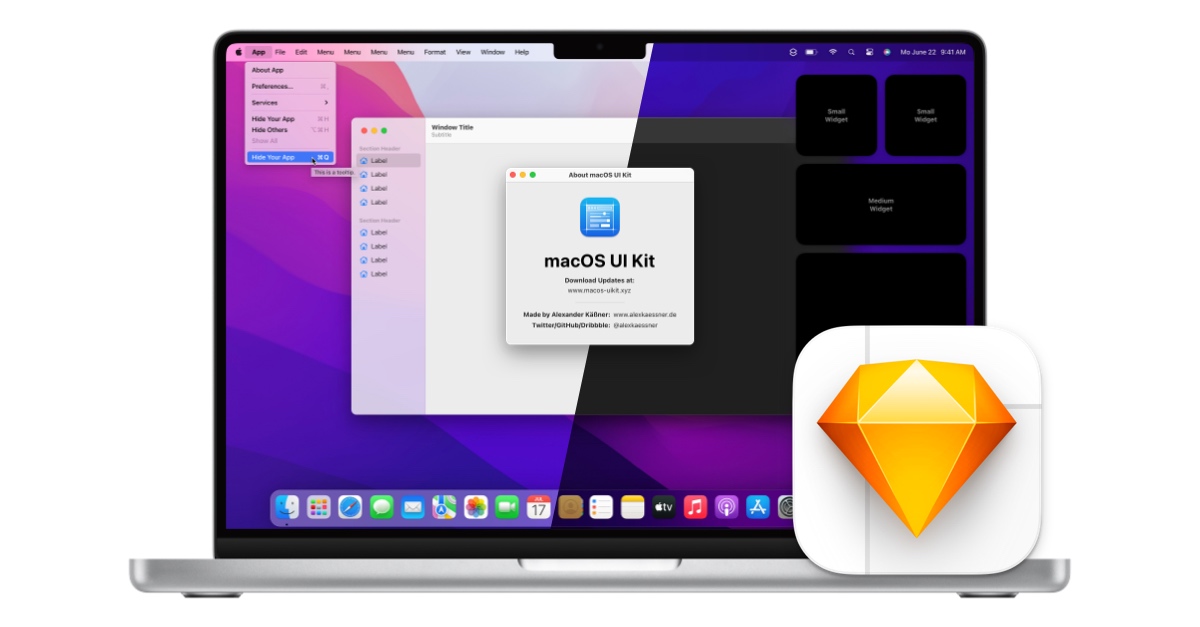 App File Edit Menu Menu Menu Menu Format View Window Help
Mo June 22 9:41 AM
About App
Preferences... ⌘,
Services
Hide Your App ⌘H
Hide Others ⌥⌘H
Show All
Hide Your App ⌘Q
This is a tooltip
Window Title
Subtitle
Section Header
Label
Label
Label
Label
Section Header
Label
Label
Label
Label
About macOS UI Kit
macOS UI Kit
Download Updates at:
www.macos-uikit.xyz
Made by Alexander Käßner: www.alexkaessner.de
Twitter/GitHub/Dribbble: @alexkaessner
Small
Widget
Small
Widget
Medium
Widget
JUL
17
tv